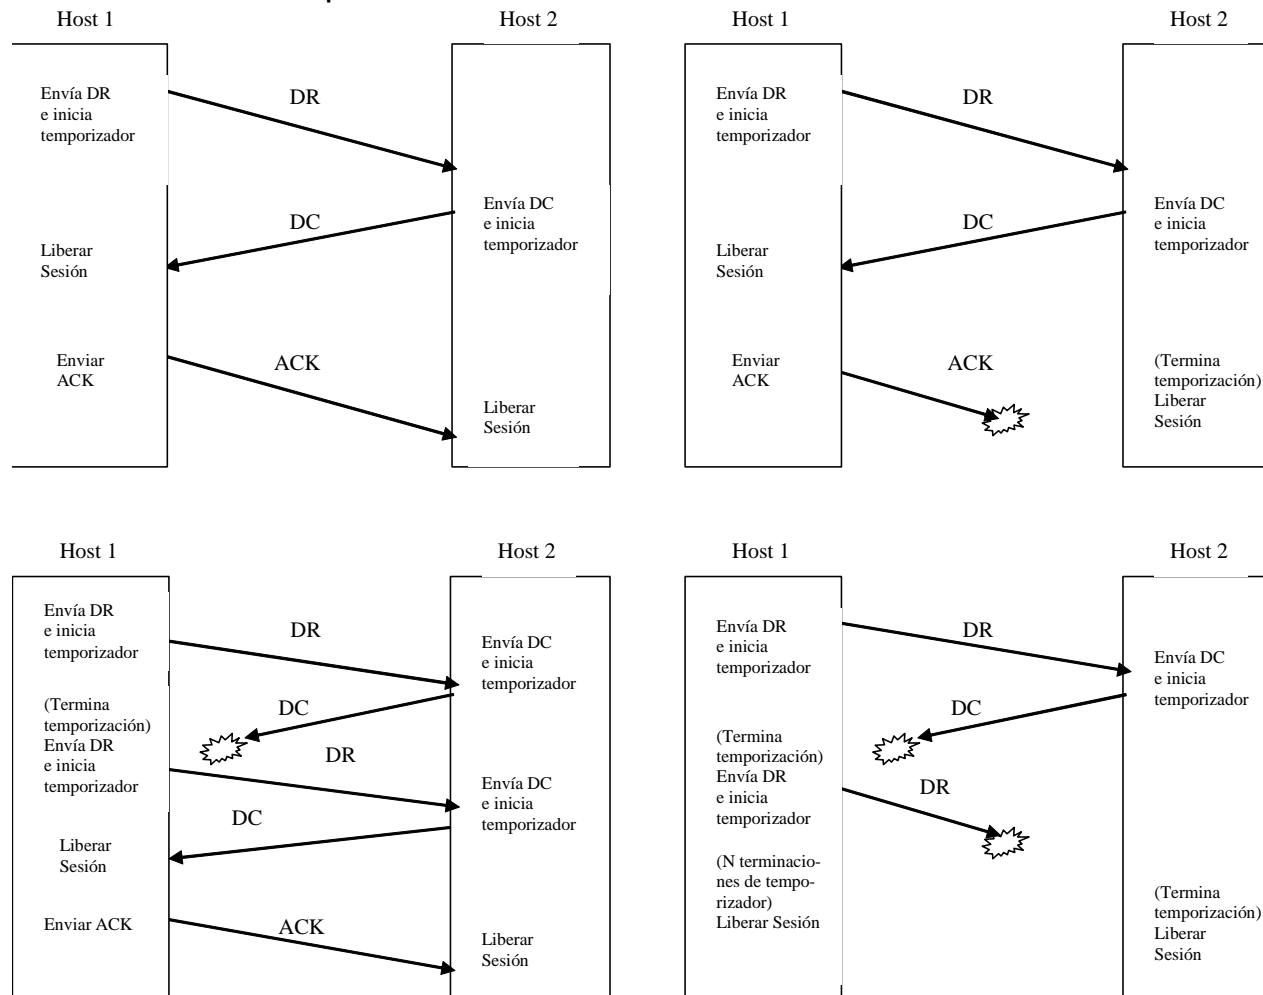 Host 1
Host 2
Envía DR
e inicia
temporizador
DR
Envía DC
e inicia
temporizador
DC
Liberar
Sesión
Enviar
ACK
ACK
Liberar
Sesión
Host 1
Host 2
Envía DR
e inicia
temporizador
DR
Envía DC
e inicia
temporizador
DC
Liberar
Sesión
Enviar
ACK
ACK
(Termina
temporización)
Liberar
Sesión
Host 1
Host 2
Envía DR
e inicia
temporizador
DR
Envía DC
e inicia
temporizador
DC
(Termina
temporización)
Envía DR
e inicia
temporizador
DR
Envía DC
e inicia
temporizador
DC
Liberar
Sesión
Enviar ACK
ACK
Liberar
Sesión
Host 1
Host 2
Envía DR
e inicia
temporizador
DR
Envía DC
e inicia
temporizador
DC
(Termina
temporización)
Envía DR
e inicia
temporizador
DR
(N terminacio-
nes de tempo-
rizador)
Liberar Sesión
(Termina
temporización)
Liberar
Sesión